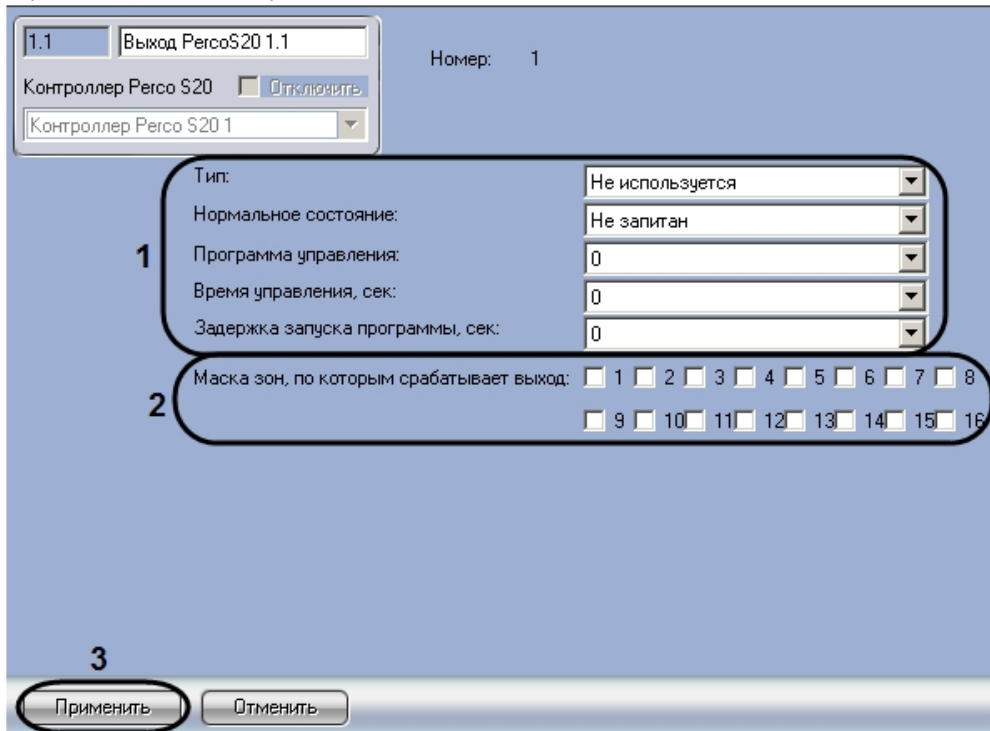 1.1 Выход PercoS20 1.1
Номер: 1
Контроллер Perco S20 Отключить
Контроллер Perco S20 1
1
Тип: Не используется
Нормальное состояние: Не запитан
Программа управления: 0
Время управления, сек: 0
Задержка запуска программы, сек: 0
2
Маска зон, по которым срабатывает выход: 1 2 3 4 5 6 7 8
9 10 11 12 13 14 15 16
3
Применить Отменить